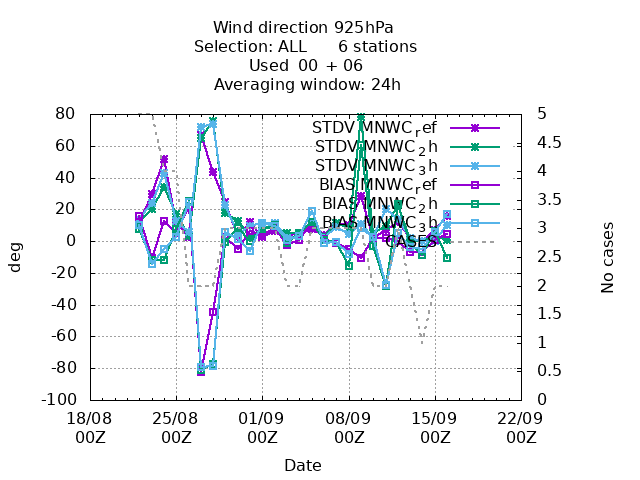 Wind direction 925hPa
Selection: ALL 6 stations
Used 00 + 06
Averaging window: 24h
80
60
40
20
0
-20
-40
-60
-80
-100
deg
5
4.5
4
3.5
3
2.5
2
1.5
1
0.5
0
No cases
STDV MNWC_ref
STDV MNWC_2h
STDV MNWC_3h
BIAS MNWC_ref
BIAS MNWC_2h
BIAS MNWC_3h
CASES
18/08 25/08 01/09 08/09 15/09 22/09
00Z 00Z 00Z 00Z 00Z 00Z
Date